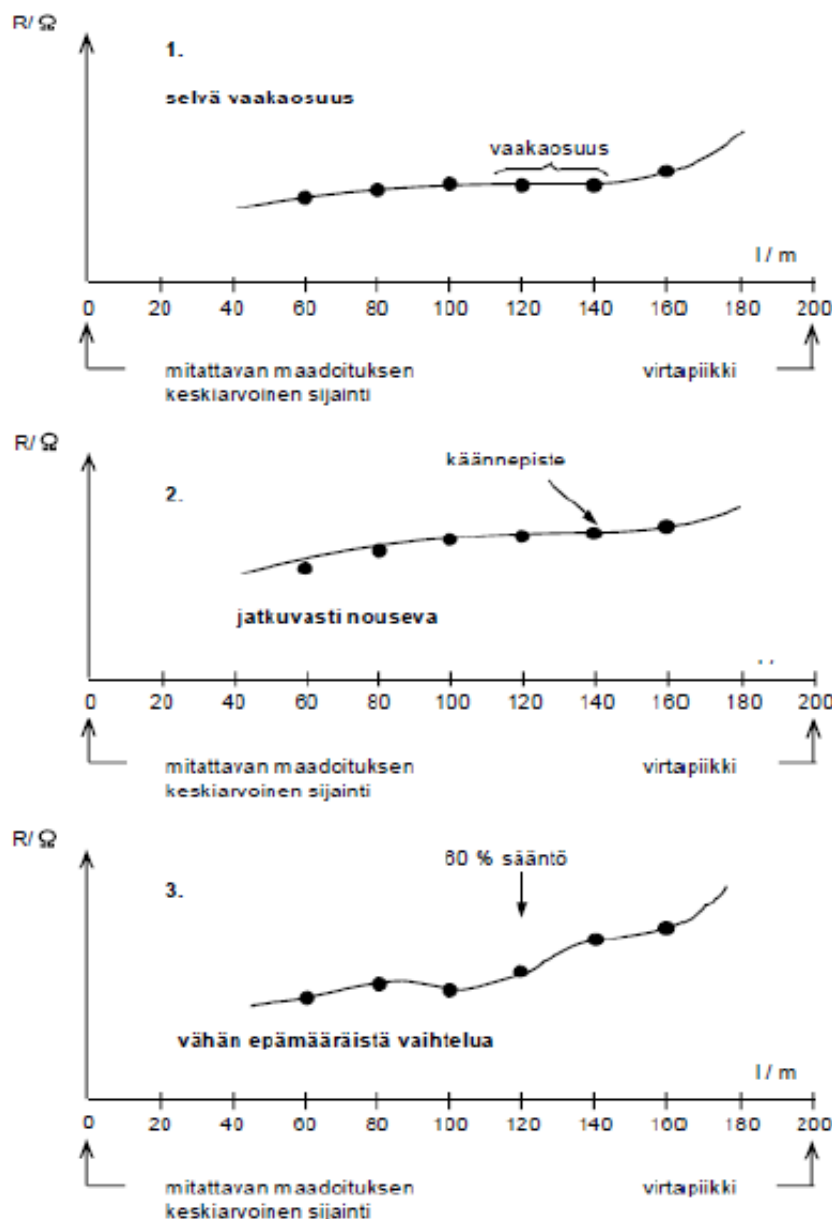 R/ Ω
1.
selvä vaakaosuus
vaakaosuus
l / m
0 20 40 60 80 100 120 140 160 180 200
mitattavan maadoituksen virtapiikki
keskiarvoinen sijainti
R/ Ω
käännepiste
2.
jatkuvasti nouseva
0 20 40 60 80 100 120 140 160 180 200
mitattavan maadoituksen virtapiikki
keskiarvoinen sijainti
R/ Ω
60 % sääntö
3.
vähän epämääräistä vaihtelua
l / m
0 20 40 60 80 100 120 140 160 180 200
mitattavan maadoituksen virtapiikki
keskiarvoinen sijainti